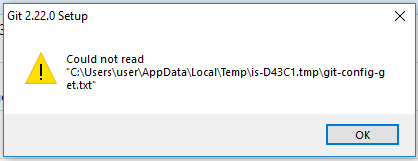 Git 2.22.0 Setup
Could not read
"C:\Users\user\AppData\Local\Temp\is-D43C1.tmp\git-config-g
et.txt"
OK